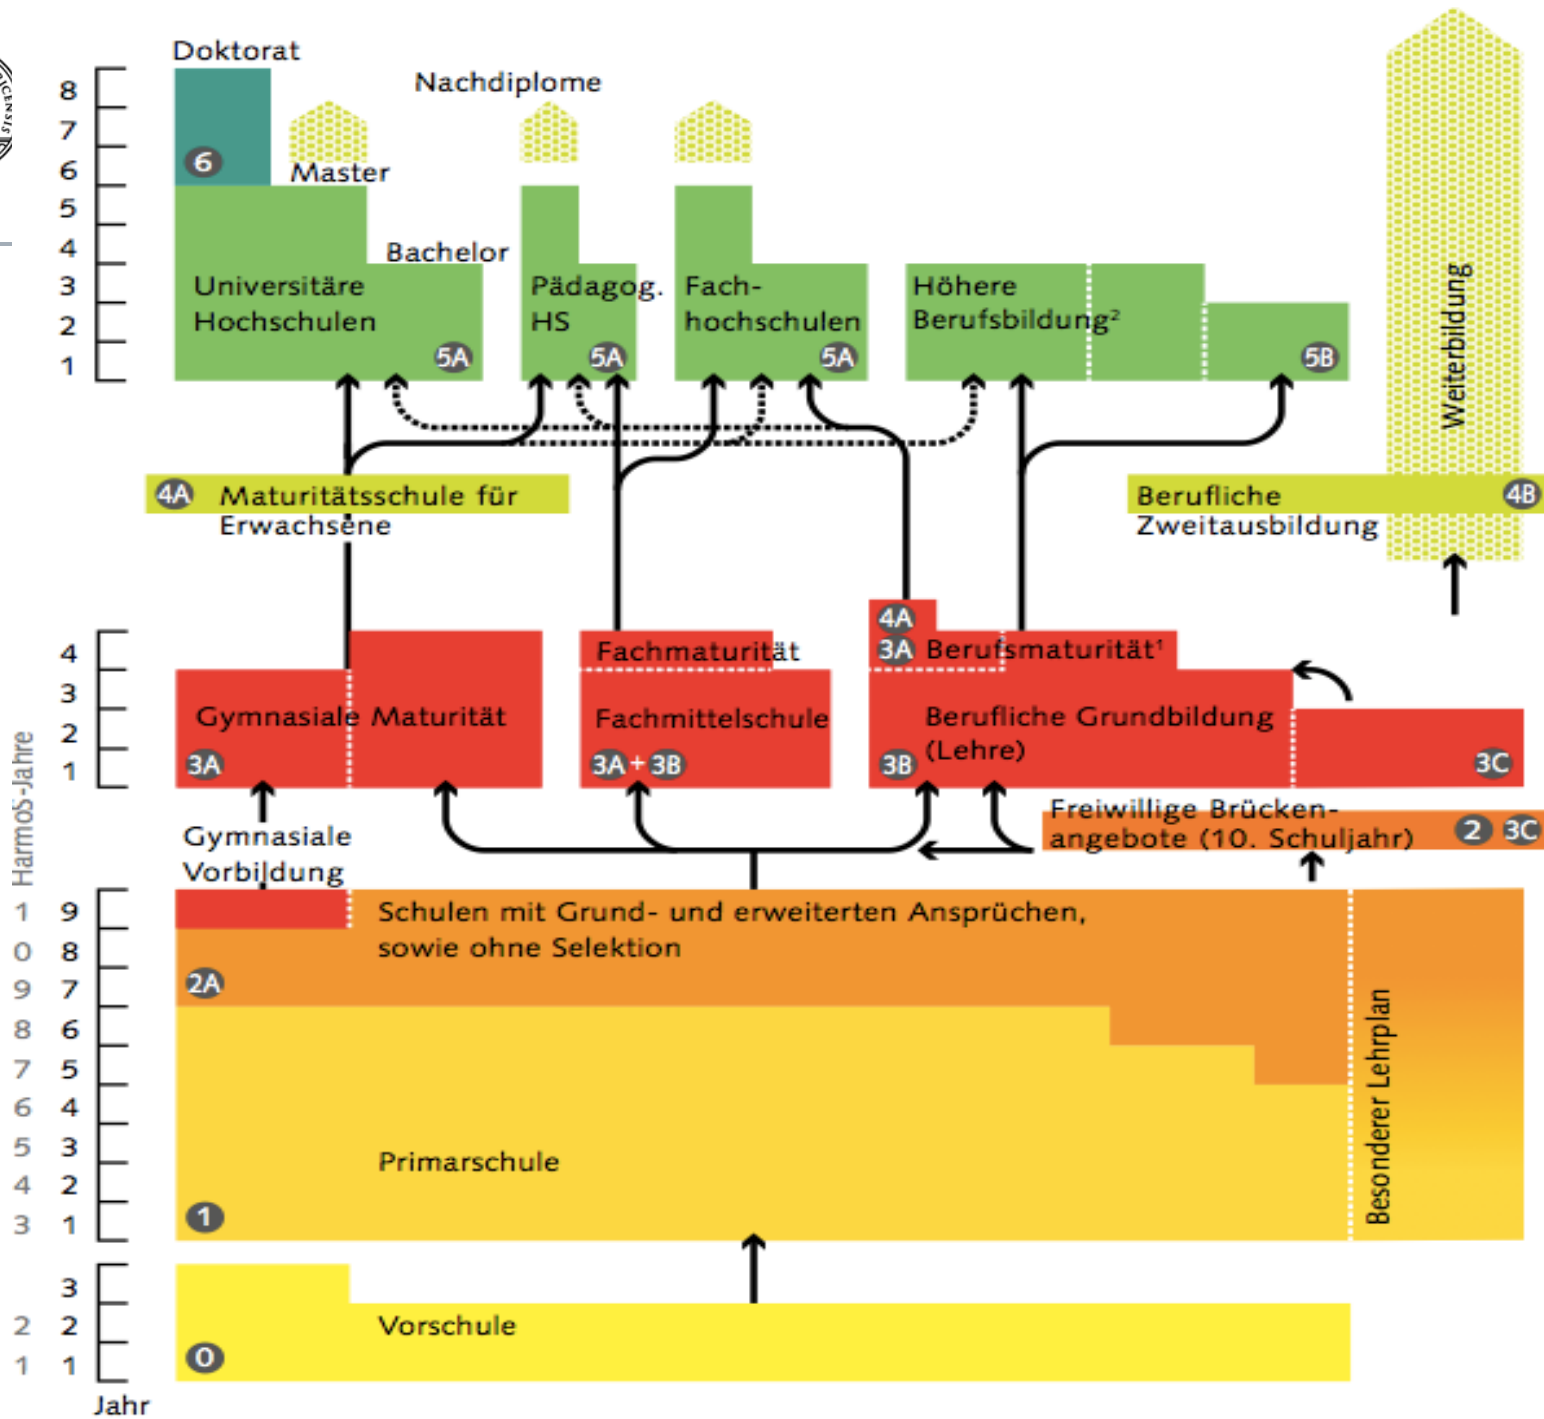 Doktorat
Nachdiplome
8
7
6
6
Master
5
4
Bachelor
3
Universitäre
Pädagog.
Fach-
Höhere
2
Hochschulen
HS
hochschulen
Berufsbildung²
1
5A
5A
5A
5B
Weiterbildung
4A
Maturitätsschule für
Erwachsene
Berufliche
4B
Zweitausbildung
4A
4
Fachmaturität
3A
Berufsmaturität¹
3
2
Gymnasiale Maturität
Fachmittelschule
Berufliche Grundbildung
(Lehre)
1
3A
3A + 3B
3B
3C
HarmoS-Jahre
Gymnasiale
Vorbildung
Freiwillige Brücken-
angebote (10. Schuljahr)
2
3C
1 9
Schulen mit Grund- und erweiterten Ansprüchen,
0 8
sowie ohne Selektion
9 7
2A
8 6
7 5
6 4
5 3
Primarschule
4 2
3 1
1
Besonderer Lehrplan
3
2 2
Vorschule
1 1
0
Jahr